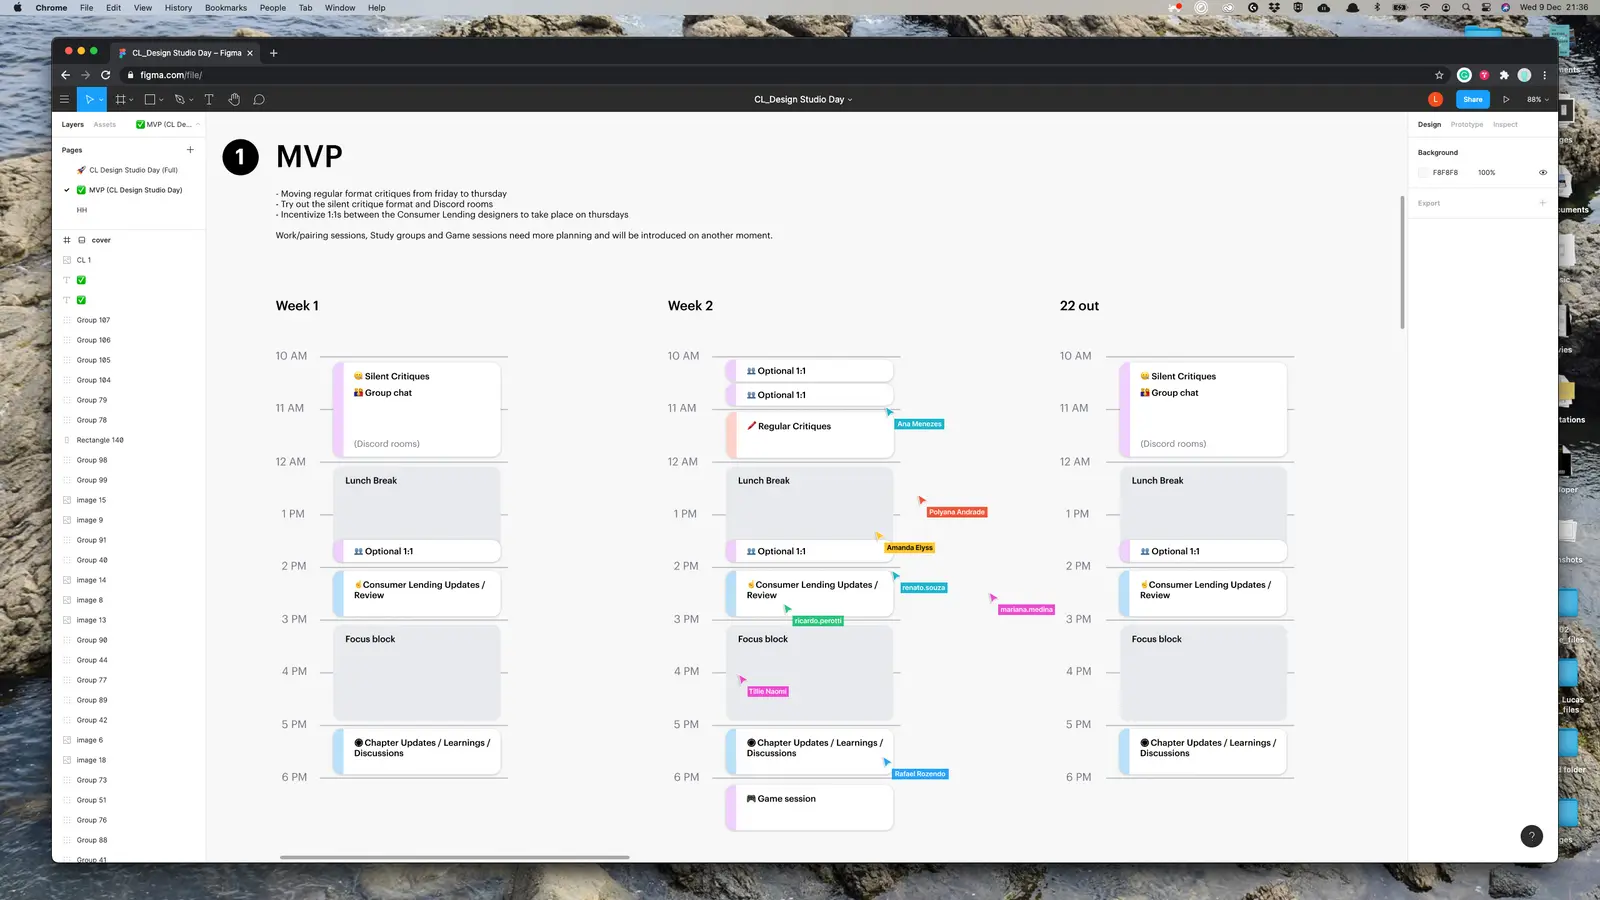 Chrome File Edit View History Bookmarks People Tab Window Help
Wed 9 Dec 21:36
CL_Design Studio Day – Figma
figma.com/file/
CL_Design Studio Day
L
Share
88%
Layers Assets ✅ MVP (CL De...
Pages
🚀 CL Design Studio Day (Full)
✅ MVP (CL Design Studio Day)
HH
cover
CL 1
✅
✅
Group 107
Group 106
Group 105
Group 104
Group 79
Group 78
Rectangle 140
Group 98
Group 99
image 15
image 9
Group 91
Group 40
image 14
image 8
image 13
Group 90
Group 44
Group 77
Group 89
Group 42
image 6
image 18
Group 73
Group 51
Group 76
Group 88
Group 41
1 MVP
- Moving regular format critiques from friday to thursday
- Try out the silent critique format and Discord rooms
- Incentivize 1:1s between the Consumer Lending designers to take place on thursdays
Work/pairing sessions, Study groups and Game sessions need more planning and will be introduced on another moment.
Week 1
10 AM
🤐 Silent Critiques
👥 Group chat
11 AM
(Discord rooms)
12 AM
Lunch Break
1 PM
👥 Optional 1:1
2 PM
☝️Consumer Lending Updates /
Review
3 PM
Focus block
4 PM
5 PM
Chapter Updates / Learnings /
Discussions
6 PM
Week 2
10 AM
👥 Optional 1:1
👥 Optional 1:1
11 AM
Ana Menezes
🖍️ Regular Critiques
12 AM
Lunch Break
1 PM
Polyana Andrade
Amanda Elyss
👥 Optional 1:1
2 PM
☝️Consumer Lending Updates /
Review
renato.souza
mariana.medina
ricardo.perotti
3 PM
Focus block
4 PM
Tillie Naomi
5 PM
Chapter Updates / Learnings /
Discussions
Rafael Rozendo
6 PM
🎮 Game session
22 out
10 AM
🤐 Silent Critiques
👥 Group chat
11 AM
(Discord rooms)
12 AM
Lunch Break
1 PM
👥 Optional 1:1
2 PM
☝️Consumer Lending Updates /
Review
3 PM
Focus block
4 PM
5 PM
Chapter Updates / Learnings /
Discussions
6 PM
Design Prototype Inspect
Background
F8F8F8 100%
Export
?